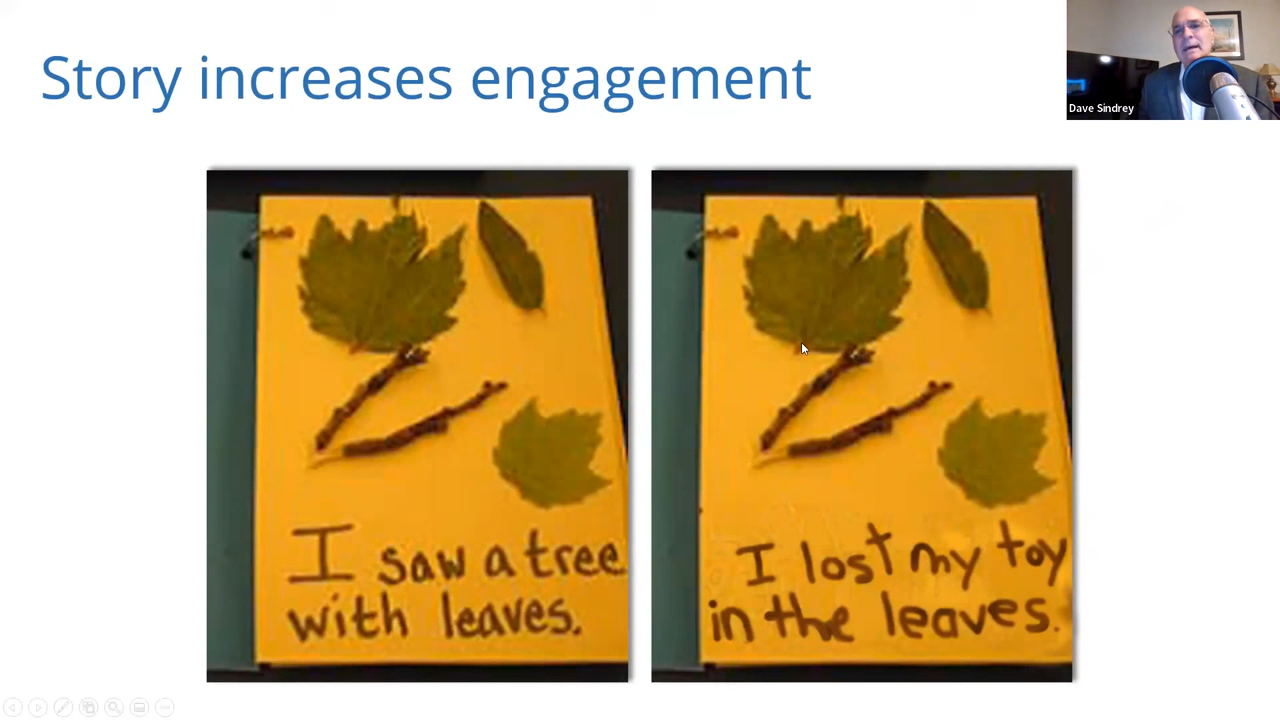 Story increases engagement
Dave Sindrey
I saw a tree
with leaves.
I lost my toy
in the leaves.